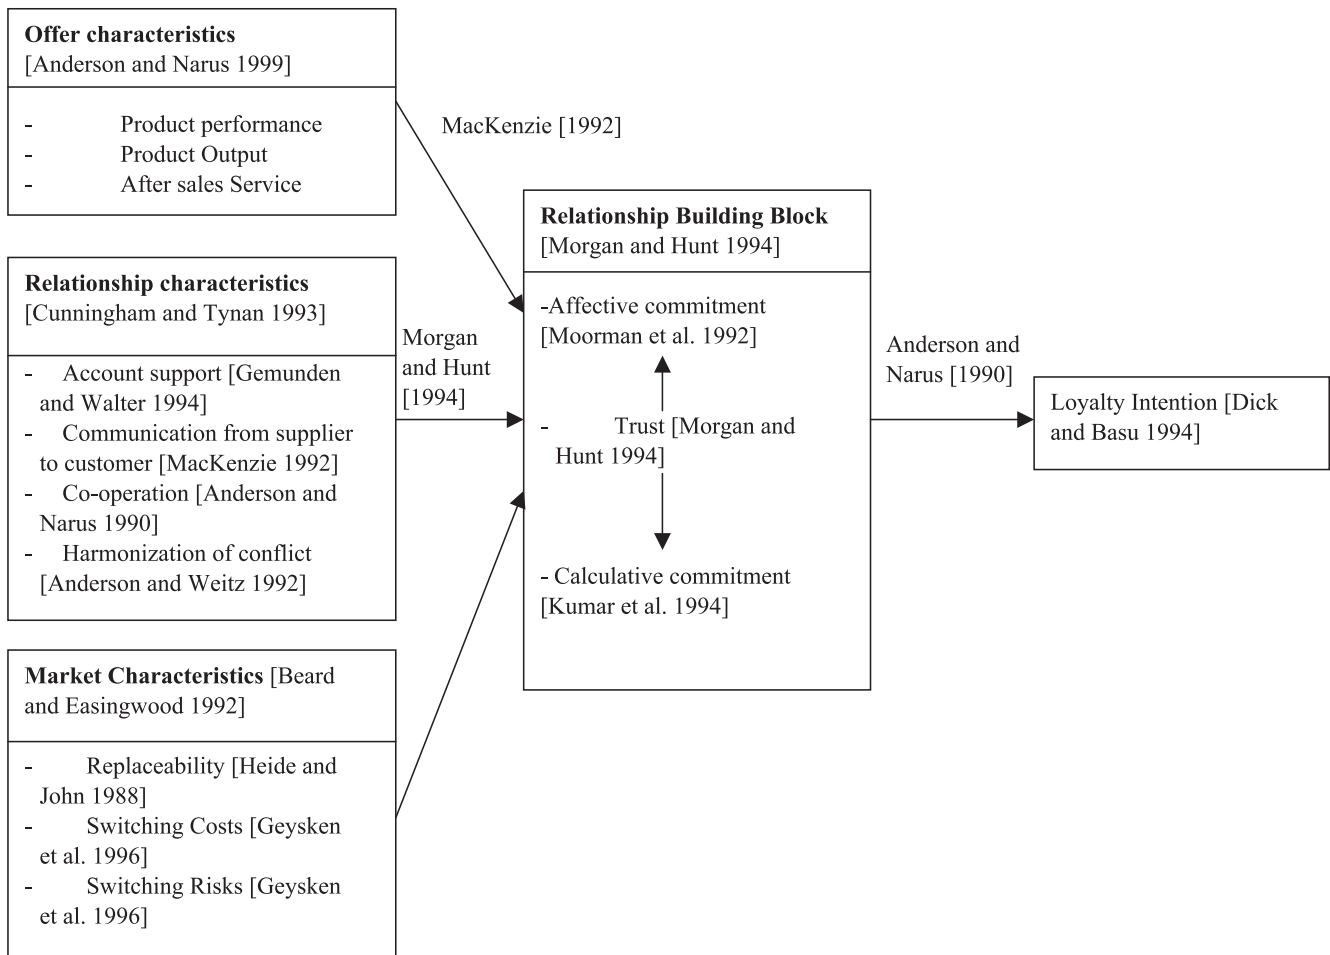 Offer characteristics
[Anderson and Narus 1999]
- Product performance
- Product Output
- After sales Service
MacKenzie [1992]
Relationship characteristics
[Cunningham and Tynan 1993]
- Account support [Gemunden
and Walter 1994]
- Communication from supplier
to customer [MacKenzie 1992]
- Co-operation [Anderson and
Narus 1990]
- Harmonization of conflict
[Anderson and Weitz 1992]
Morgan
and Hunt
[1994]
Market Characteristics [Beard
and Easingwood 1992]
- Replaceability [Heide and
John 1988]
- Switching Costs [Geysken
et al. 1996]
- Switching Risks [Geysken
et al. 1996]
Relationship Building Block
[Morgan and Hunt 1994]
-Affective commitment
[Moorman et al. 1992]
- Trust [Morgan and
Hunt 1994]
- Calculative commitment
[Kumar et al. 1994]
Anderson and
Narus [1990]
Loyalty Intention [Dick
and Basu 1994]